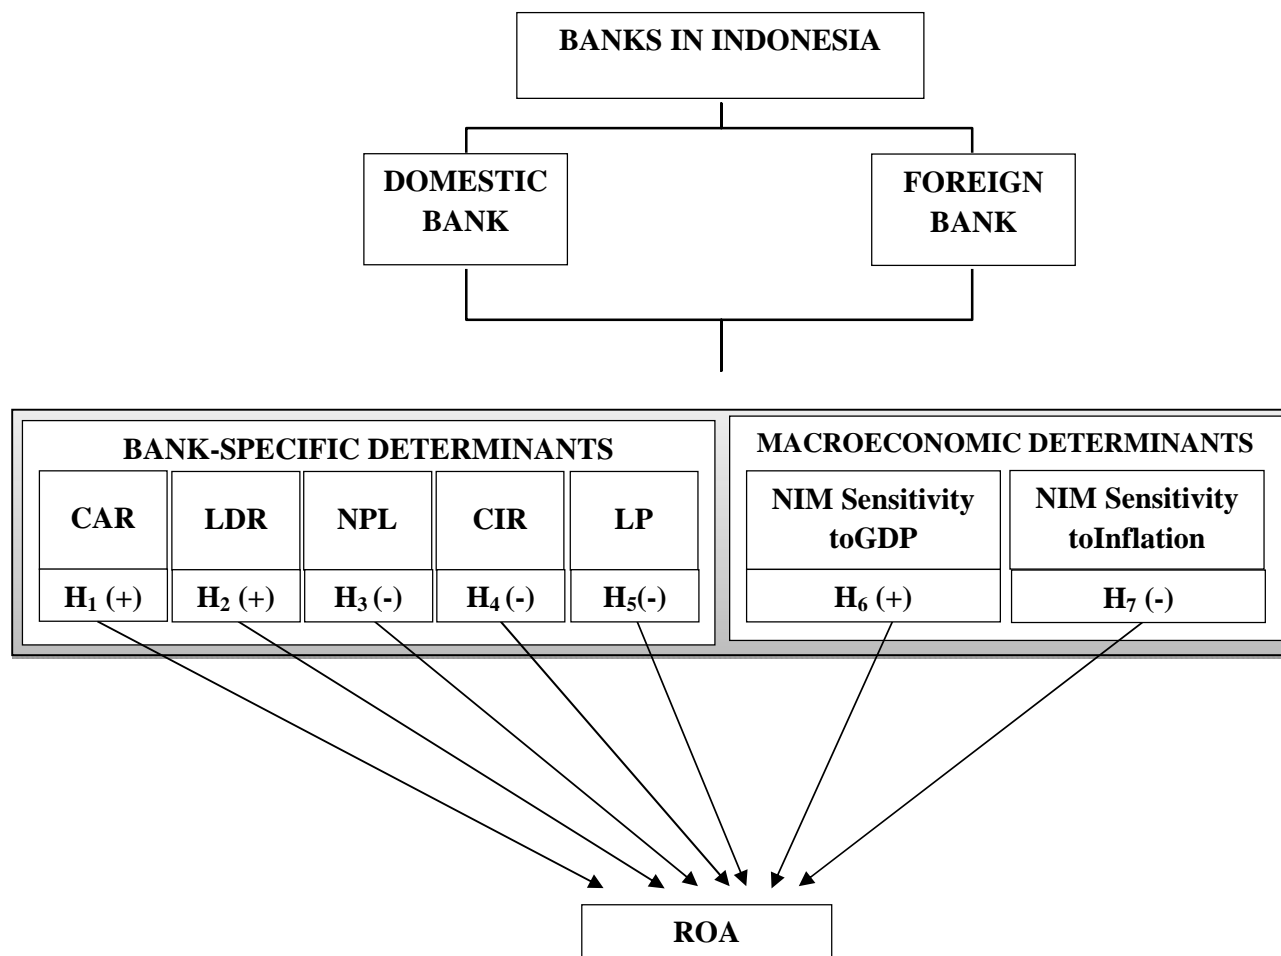 BANKS IN INDONESIA
DOMESTIC
BANK
FOREIGN
BANK
BANK-SPECIFIC DETERMINANTS
CAR
LDR
NPL
CIR
LP
H₁ (+)
H₂ (+)
H₃ (-)
H₄ (-)
H₅(-)
MACROECONOMIC DETERMINANTS
NIM Sensitivity
toGDP
NIM Sensitivity
toInflation
H₆ (+)
H₇ (-)
ROA